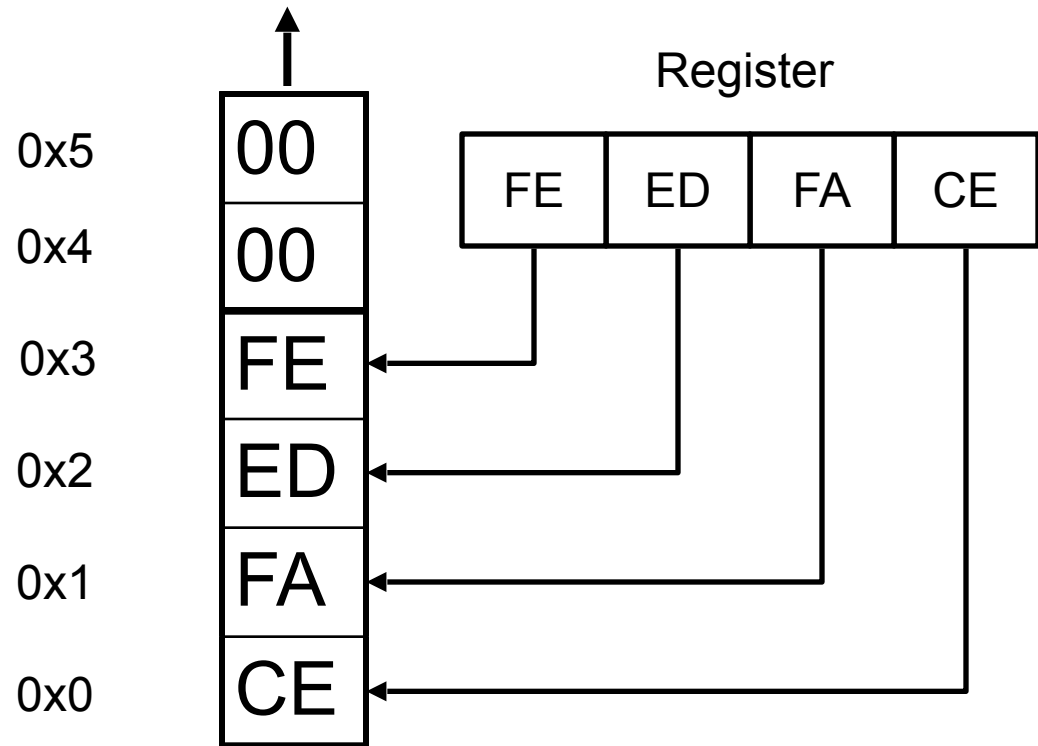 Register
0x5 00
FE ED FA CE
0x4 00
0x3 FE
0x2 ED
0x1 FA
0x0 CE